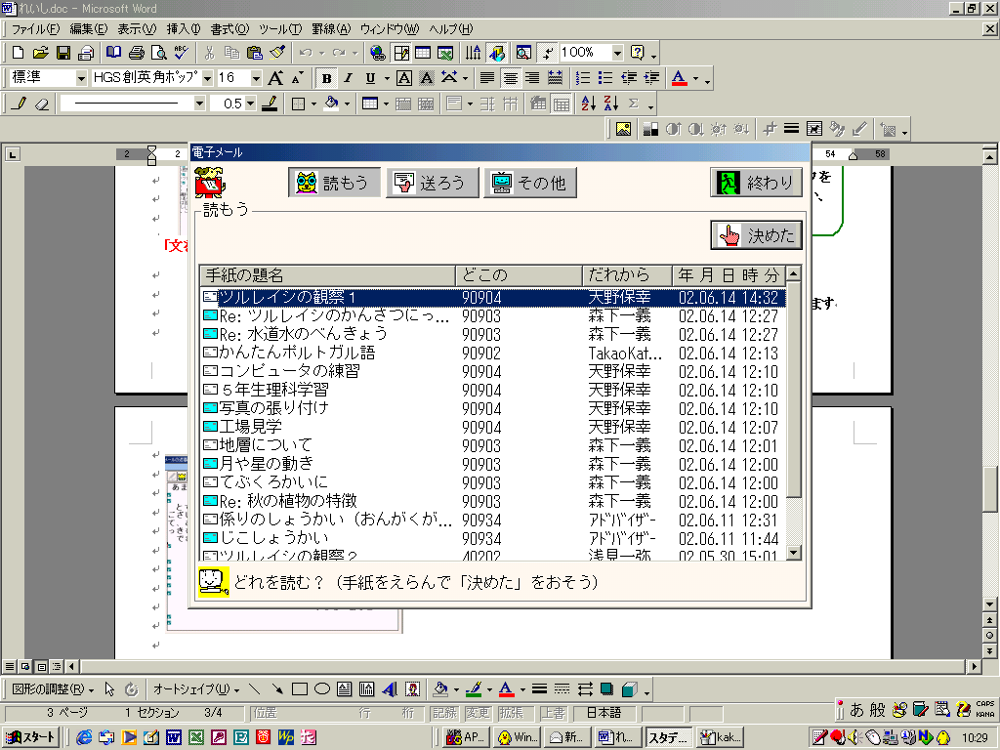 れいし.doc - Microsoft Word
ファイル(F) 編集(E) 表示(V) 挿入(I) 書式(O) ツール(T) 罫線(A) ウィンドウ(W) ヘルプ(H)
100%
標準 HGS創英角ポップ 16 B I U A A A
0.5
2 2 54 58
電子メール
読もう 送ろう その他 終わり
読もう
決めた
手紙の題名 どこの だれから 年 月 日 時 分
ツルレイシの観察１ 90904 天野保幸 02.06.14 14:32
Re: ツルレイシのかんさつにっ... 90903 森下一義 02.06.14 12:27
Re: 水道水のべんきょう 90903 森下一義 02.06.14 12:27
かんたんポルトガル語 90902 TakaoKat... 02.06.14 12:13
コンピュータの練習 90904 天野保幸 02.06.14 12:10
５年生理科学習 90904 天野保幸 02.06.14 12:10
写真の張り付け 90904 天野保幸 02.06.14 12:10
工場見学 90904 天野保幸 02.06.14 12:07
地層について 90903 森下一義 02.06.14 12:01
月や星の動き 90903 森下一義 02.06.14 12:00
てぶくろかいに 90903 森下一義 02.06.14 12:00
Re: 秋の植物の特徴 90903 森下一義 02.06.14 12:00
係りのしょうかい（おんがくが... 90934 アドバイザー 02.06.11 12:31
じこしょうかい 90934 アドバイザー 02.06.11 11:44
ツルレイシの観察２ 40202 浅見一弥 02.05.30 15:01
どれを読む？（手紙をえらんで「決めた」をおそう）
「文
を
、
ます。
図形の調整(R) オートシェイプ(U)
3 ページ 1 セクション 3/4 位置 行 桁 記録 変更 拡張 上書 日本語
あ 般 CAPS KANA
スタート AP... Win... 新... れ... スタデ... kak... 10:29